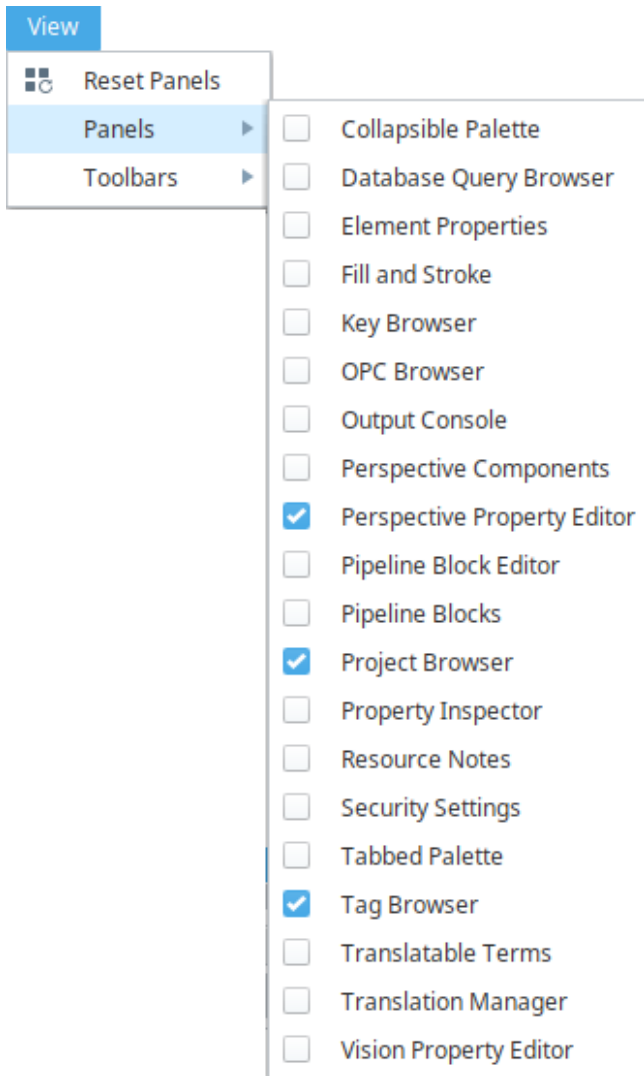 View
Reset Panels
Panels
Toolbars
Collapsible Palette
Database Query Browser
Element Properties
Fill and Stroke
Key Browser
OPC Browser
Output Console
Perspective Components
Perspective Property Editor
Pipeline Block Editor
Pipeline Blocks
Project Browser
Property Inspector
Resource Notes
Security Settings
Tabbed Palette
Tag Browser
Translatable Terms
Translation Manager
Vision Property Editor